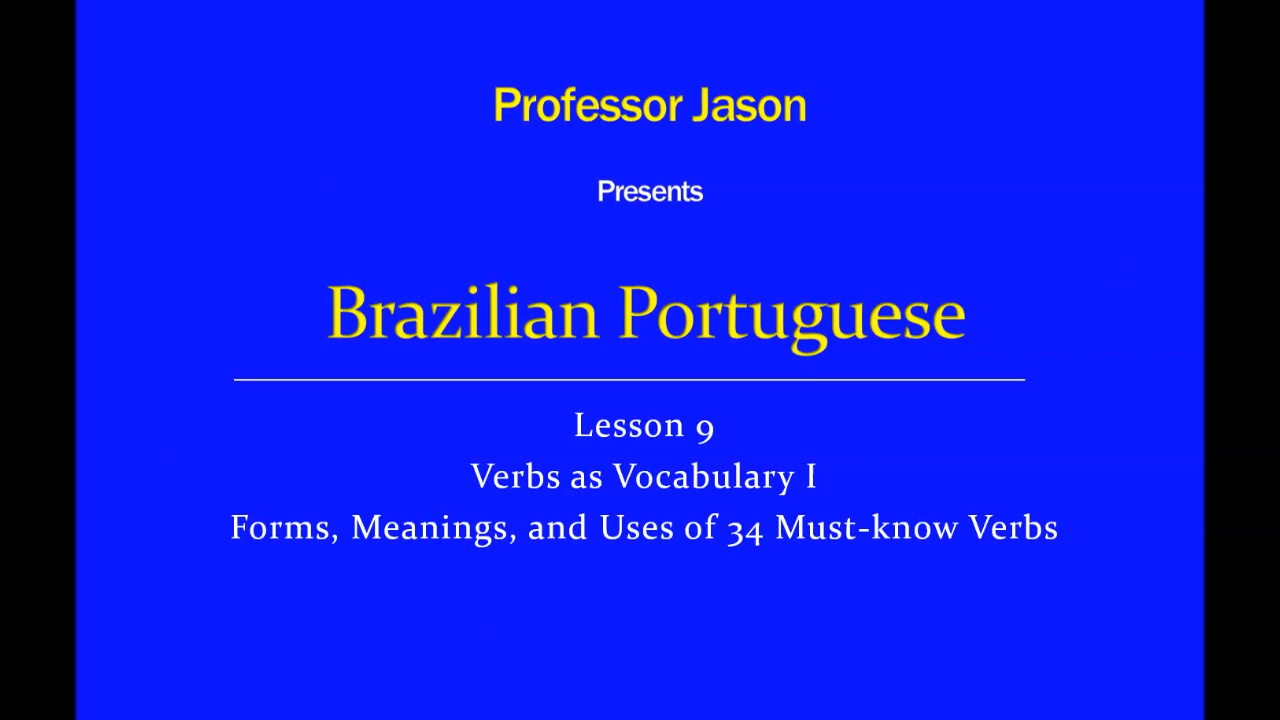 Professor Jason
Presents
Brazilian Portuguese
Lesson 9
Verbs as Vocabulary I
Forms, Meanings, and Uses of 34 Must-know Verbs